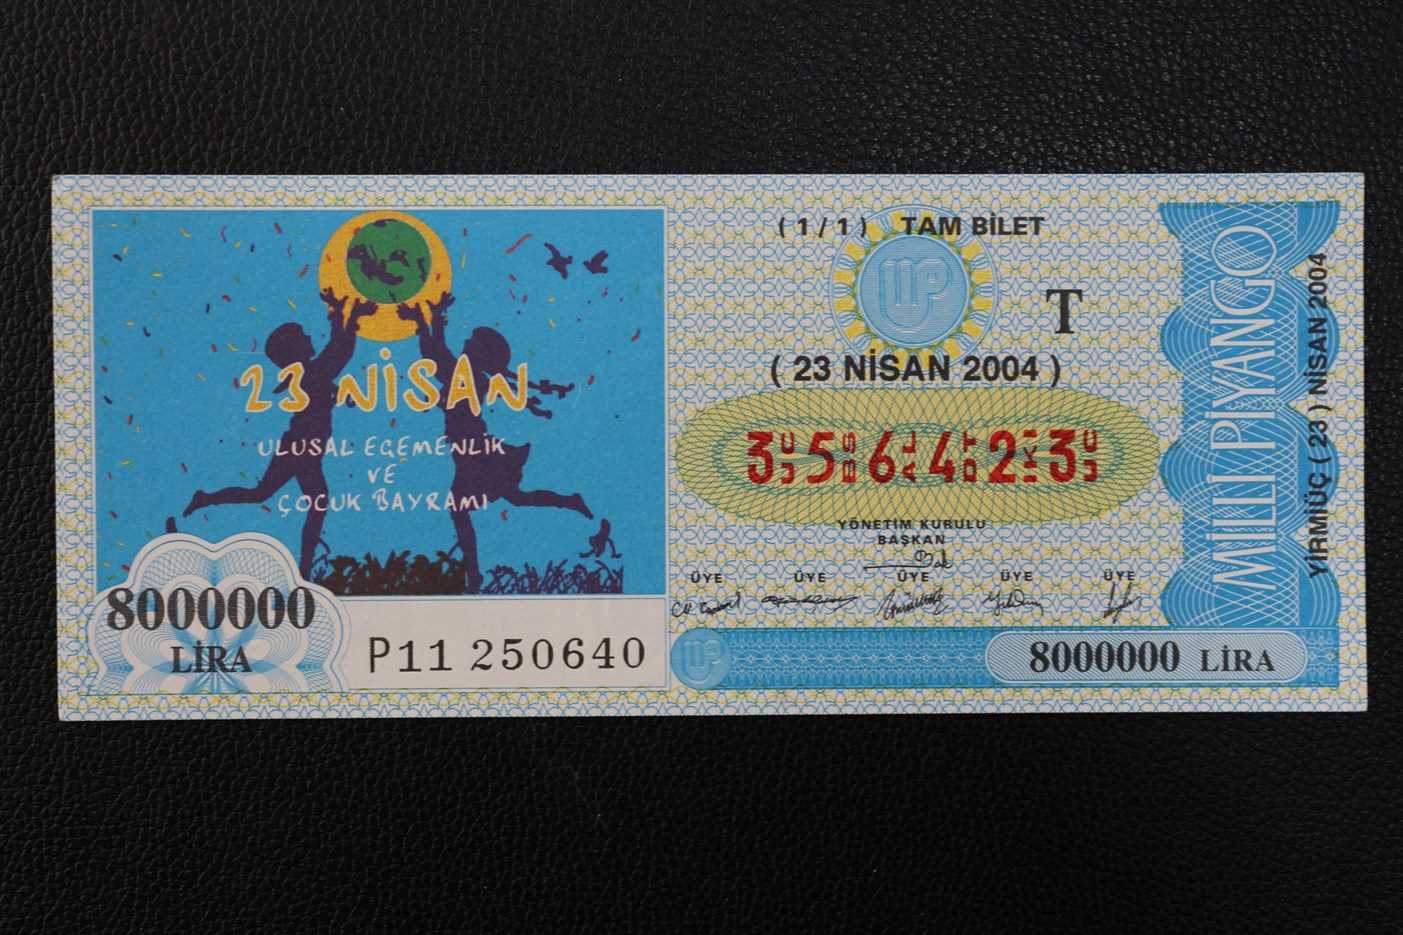 23 NİSAN
ULUSAL EGEMENLİK
VE
ÇOCUK BAYRAMI
8000000
LİRA
P11 250640
( 1 / 1 ) TAM BİLET
T
( 23 NİSAN 2004 )
3 5 6 4 2 3
YÖNETİM KURULU
BAŞKAN
ÜYE ÜYE ÜYE ÜYE ÜYE
8000000 LİRA
MİLLİ PİYANGO
YİRMİÜÇ ( 23 ) NİSAN 2004